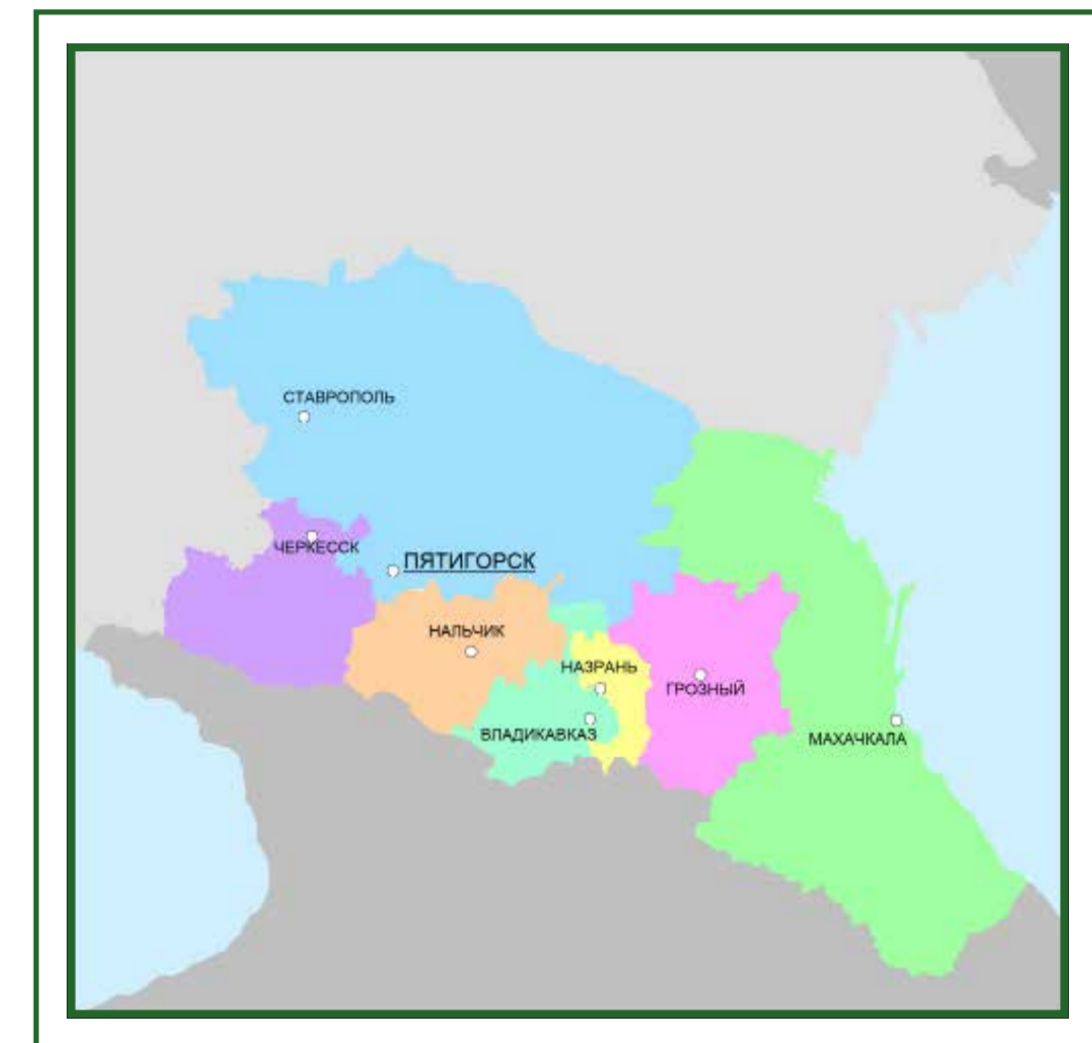 СТАВРОПОЛЬ
ЧЕРКЕССК
ПЯТИГОРСК
НАЛЬЧИК
НАЗРАНЬ
ГРОЗНЫЙ
ВЛАДИКАВКАЗ
МАХАЧКАЛА